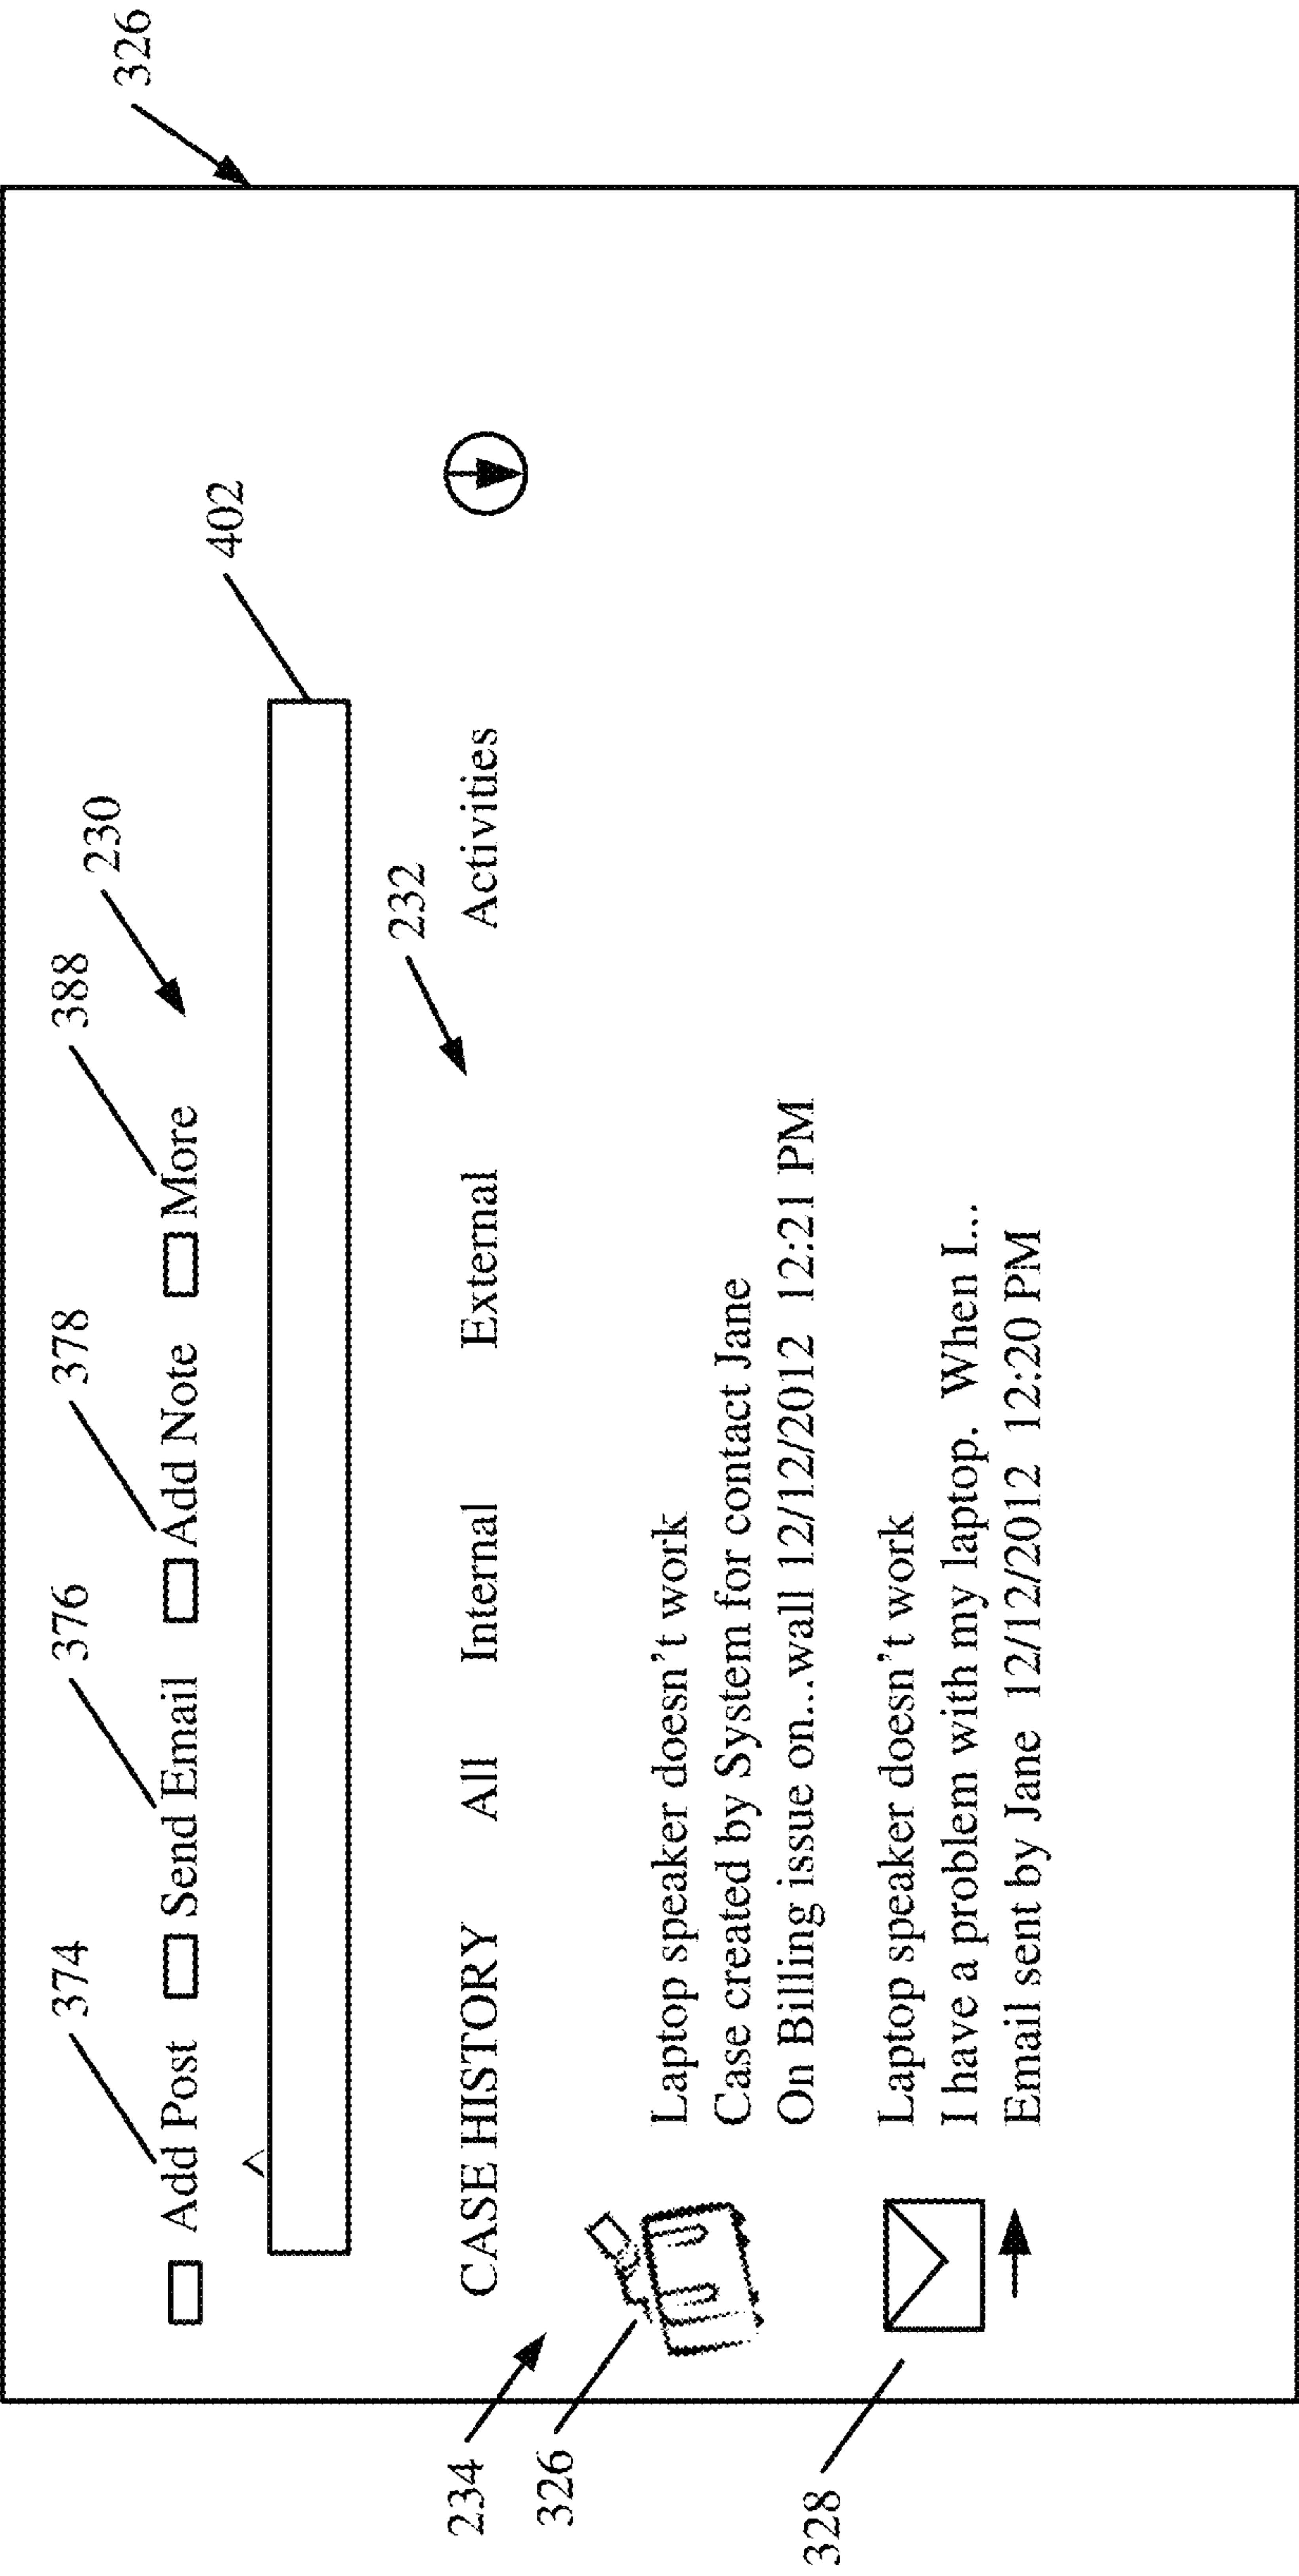 326
374 376 378 388 230
Add Post Send Email Add Note More
402
232
CASE HISTORY All Internal External Activities
234
326
Laptop speaker doesn't work
Case created by System for contact Jane
On Billing issue on...wall 12/12/2012 12:21 PM
328
Laptop speaker doesn't work
I have a problem with my laptop. When I...
Email sent by Jane 12/12/2012 12:20 PM